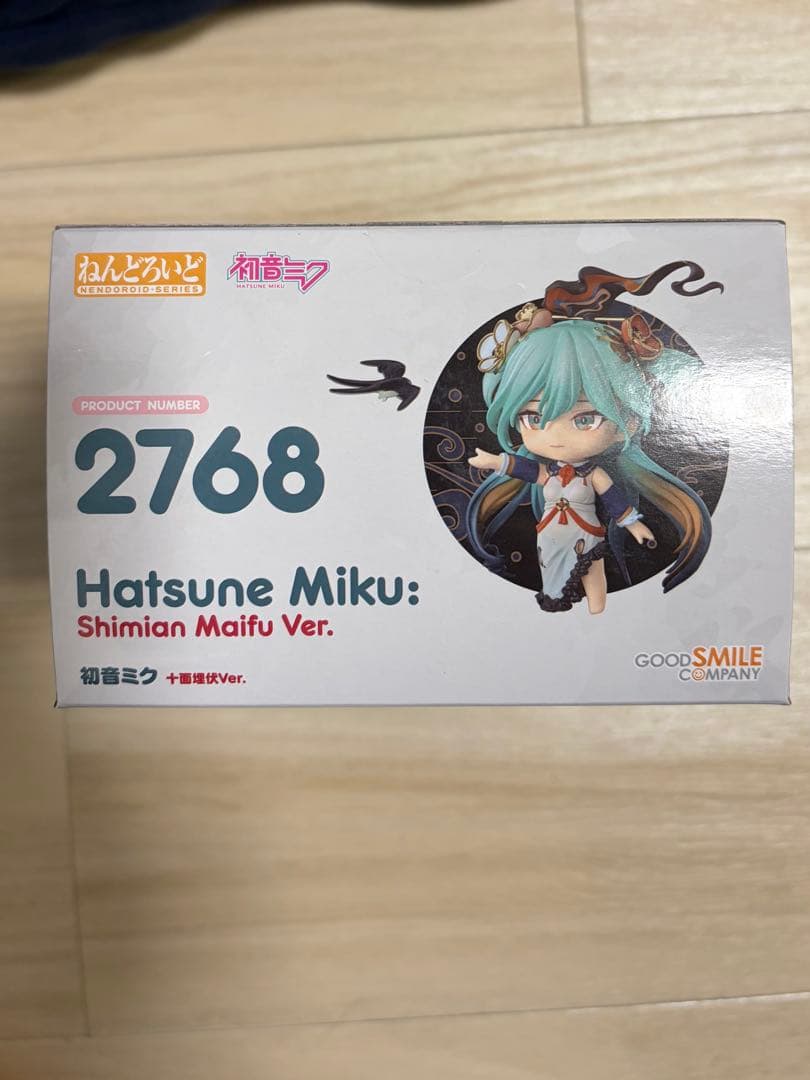 ねんどろいど
NENDOROID•SERIES
初音ミク
HATSUNE MIKU
PRODUCT NUMBER
2768
Hatsune Miku:
Shimian Maifu Ver.
初音ミク 十面埋伏Ver.
GOOD SMILE
COMPANY